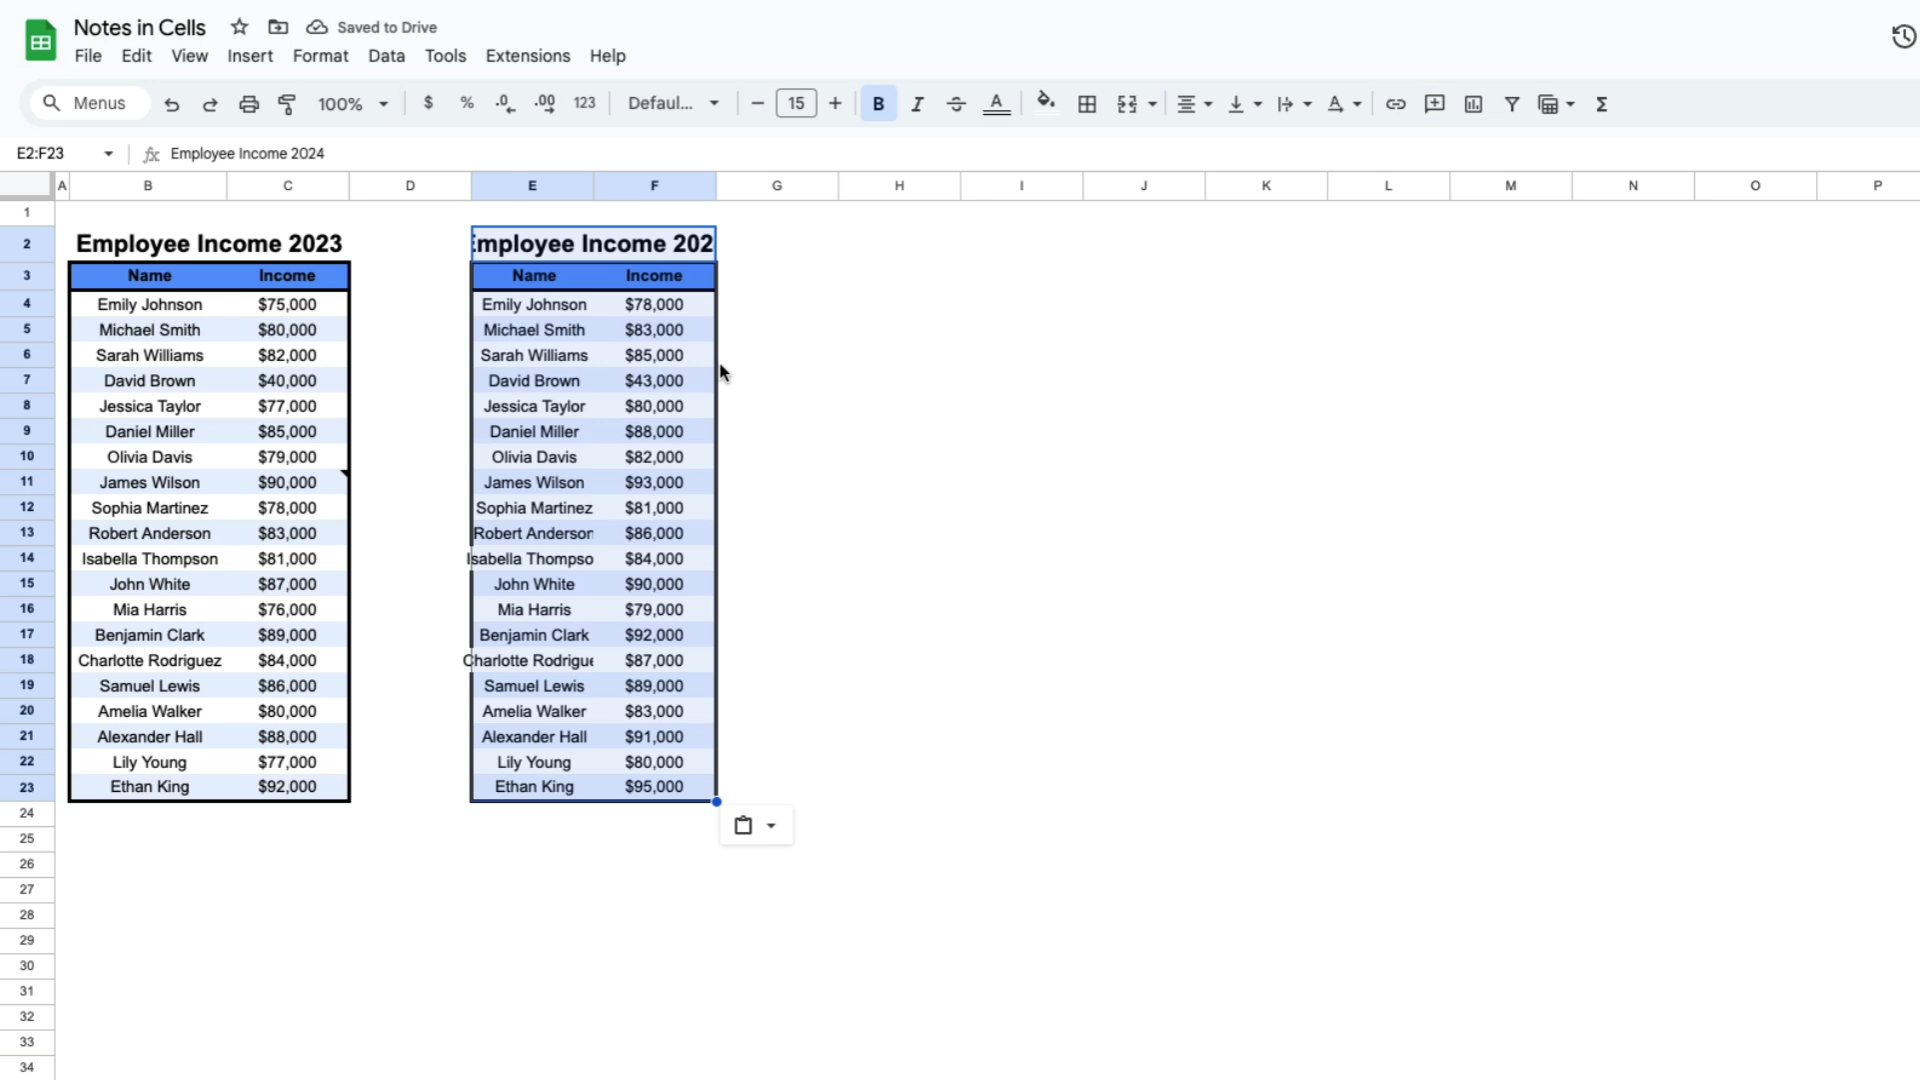 Notes in Cells Saved to Drive
File Edit View Insert Format Data Tools Extensions Help
Menus 100% $ % .0 .00 123 Defaul... 15 B I S A A Σ
E2:F23 fx Employee Income 2024
A B C D E F G H I J K L M N O P
1
2 Employee Income 2023 Employee Income 202
3 Name Income Name Income
4 Emily Johnson $75,000 Emily Johnson $78,000
5 Michael Smith $80,000 Michael Smith $83,000
6 Sarah Williams $82,000 Sarah Williams $85,000
7 David Brown $40,000 David Brown $43,000
8 Jessica Taylor $77,000 Jessica Taylor $80,000
9 Daniel Miller $85,000 Daniel Miller $88,000
10 Olivia Davis $79,000 Olivia Davis $82,000
11 James Wilson $90,000 James Wilson $93,000
12 Sophia Martinez $78,000 Sophia Martinez $81,000
13 Robert Anderson $83,000 Robert Anderson $86,000
14 Isabella Thompson $81,000 Isabella Thompso $84,000
15 John White $87,000 John White $90,000
16 Mia Harris $76,000 Mia Harris $79,000
17 Benjamin Clark $89,000 Benjamin Clark $92,000
18 Charlotte Rodriguez $84,000 Charlotte Rodrigue $87,000
19 Samuel Lewis $86,000 Samuel Lewis $89,000
20 Amelia Walker $80,000 Amelia Walker $83,000
21 Alexander Hall $88,000 Alexander Hall $91,000
22 Lily Young $77,000 Lily Young $80,000
23 Ethan King $92,000 Ethan King $95,000
24
25
26
27
28
29
30
31
32
33
34